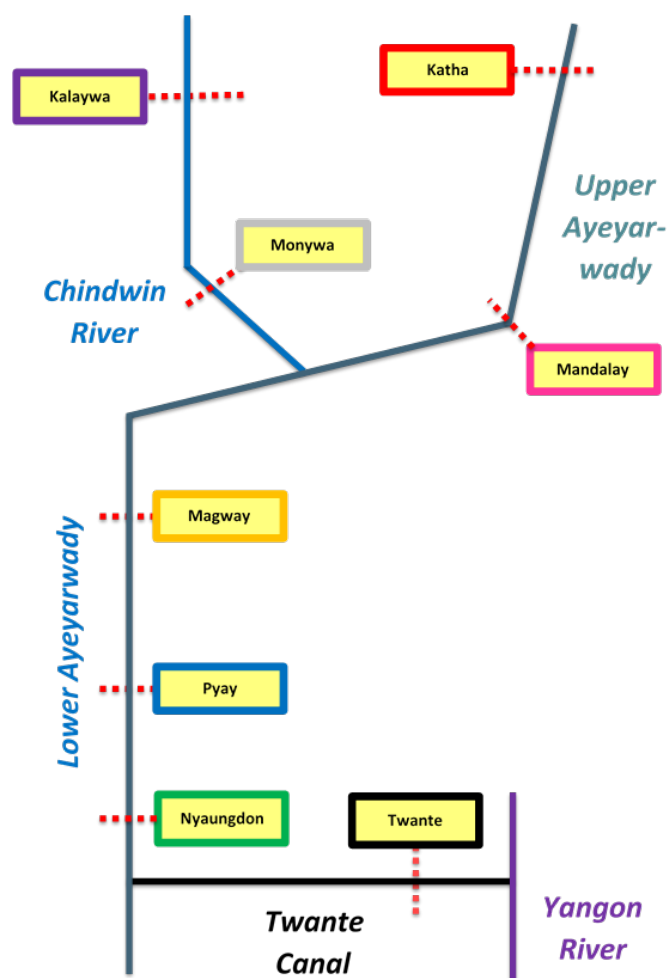 Katha
Kalaywa
Upper
Ayeyar-
wady
Monywa
Chindwin
River
Mandalay
Magway
Lower Ayeyarwady
Pyay
Nyaungdon
Twante
Twante
Canal
Yangon
River